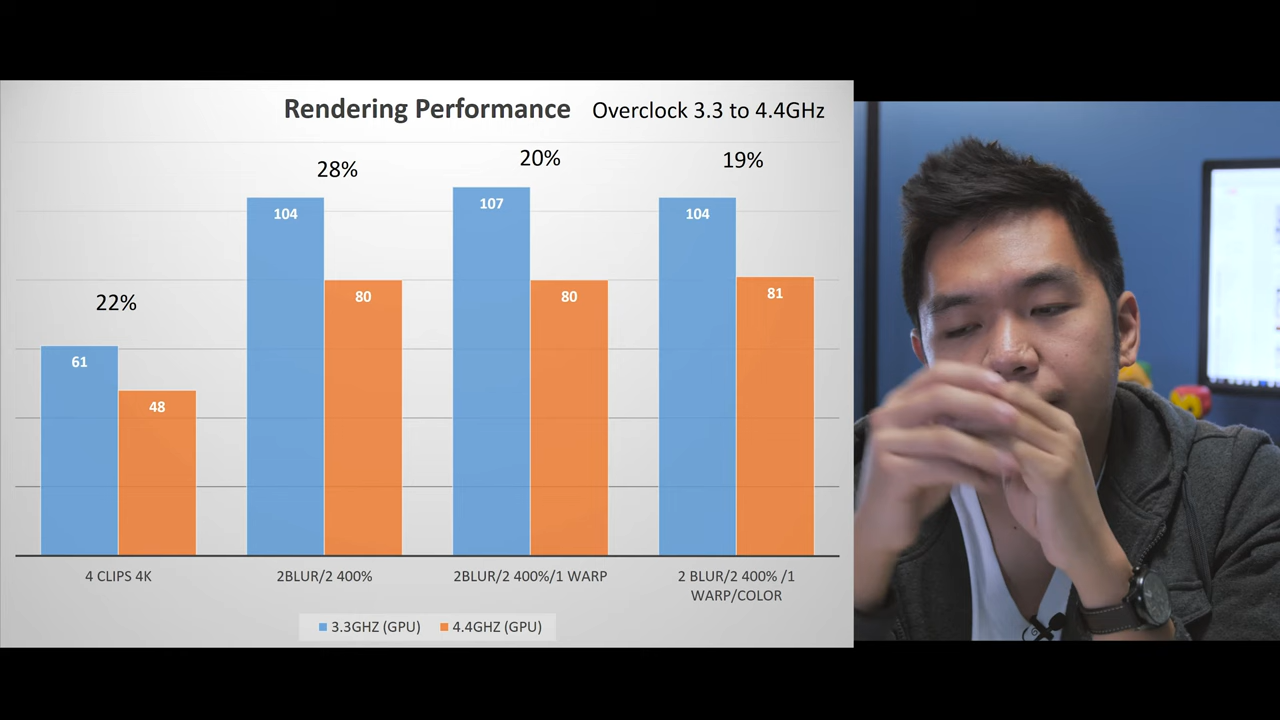 Rendering Performance Overclock 3.3 to 4.4GHz
22%
28%
20%
19%
61
48
104
80
107
80
104
81
4 CLIPS 4K
2BLUR/2 400%
2BLUR/2 400%/1 WARP
2 BLUR/2 400% /1
WARP/COLOR
3.3GHZ (GPU)
4.4GHZ (GPU)